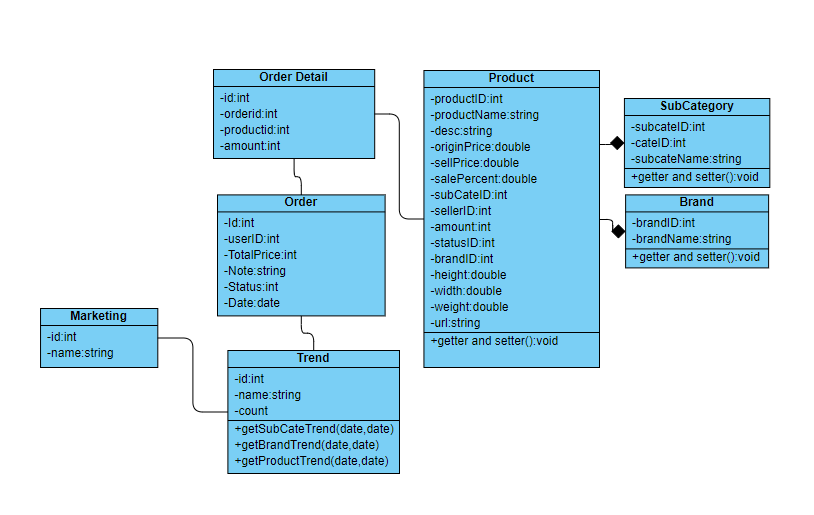 Order Detail
-id:int
-orderid:int
-productid:int
-amount:int
Product
-productID:int
-productName:string
-desc:string
-originPrice:double
-sellPrice:double
-salePercent:double
-subCateID:int
-sellerID:int
-amount:int
-statusID:int
-brandID:int
-height:double
-width:double
-weight:double
-url:string
+getter and setter():void
SubCategory
-subcateID:int
-cateID:int
-subcateName:string
+getter and setter():void
Brand
-brandID:int
-brandName:string
+getter and setter():void
Order
-Id:int
-userID:int
-TotalPrice:int
-Note:string
-Status:int
-Date:date
Marketing
-id:int
-name:string
Trend
-id:int
-name:string
-count
+getSubCateTrend(date,date)
+getBrandTrend(date,date)
+getProductTrend(date,date)